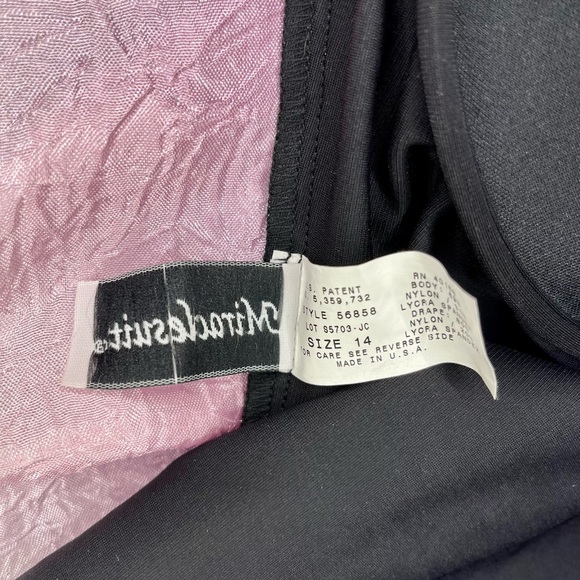 Miraclesuit
S. PATENT
5,359,732
STYLE 56858
LOT S5703-JC
SIZE 14
FOR CARE SEE REVERSE SIDE
MADE IN U.S.A.
RN
BODY
NYLON
LYCRA
DRAPE
NYLON
LYCRA